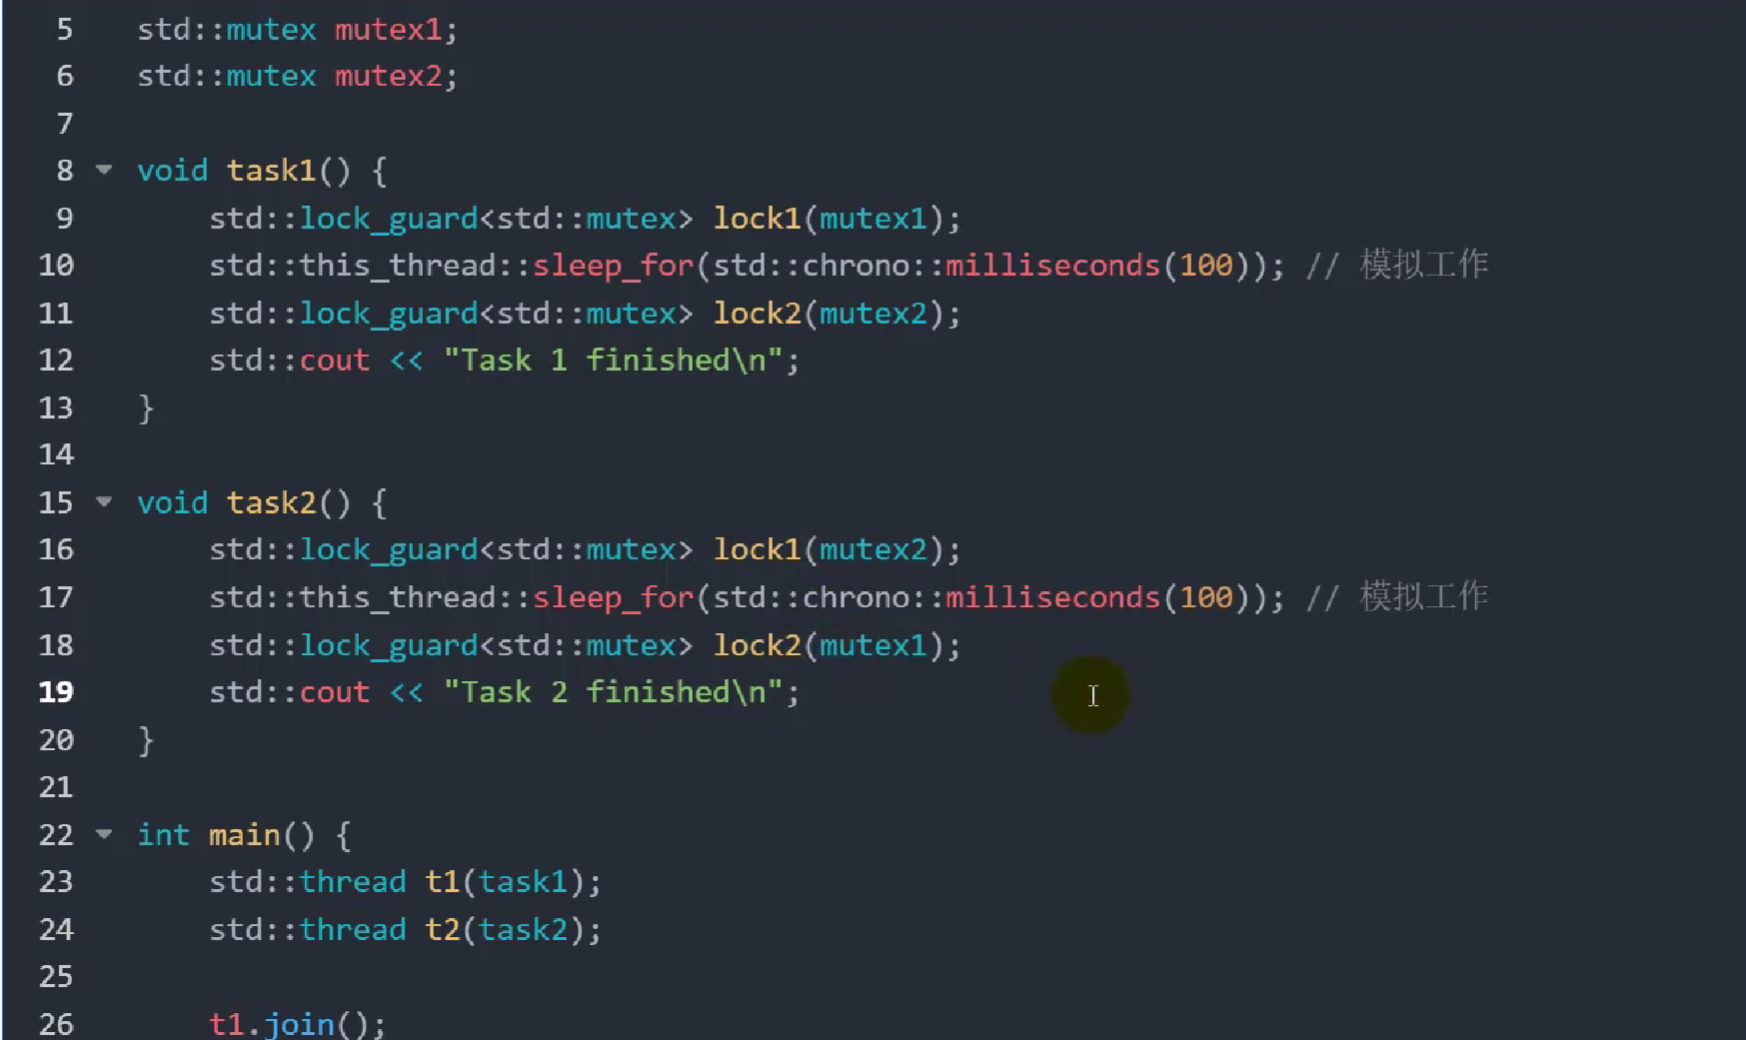 5 std::mutex mutex1;
6 std::mutex mutex2;
7
8 void task1() {
9 std::lock_guard<std::mutex> lock1(mutex1);
10 std::this_thread::sleep_for(std::chrono::milliseconds(100)); // 模拟工作
11 std::lock_guard<std::mutex> lock2(mutex2);
12 std::cout << "Task 1 finished\n";
13 }
14
15 void task2() {
16 std::lock_guard<std::mutex> lock1(mutex2);
17 std::this_thread::sleep_for(std::chrono::milliseconds(100)); // 模拟工作
18 std::lock_guard<std::mutex> lock2(mutex1);
19 std::cout << "Task 2 finished\n";
20 }
21
22 int main() {
23 std::thread t1(task1);
24 std::thread t2(task2);
25
26 t1.join();